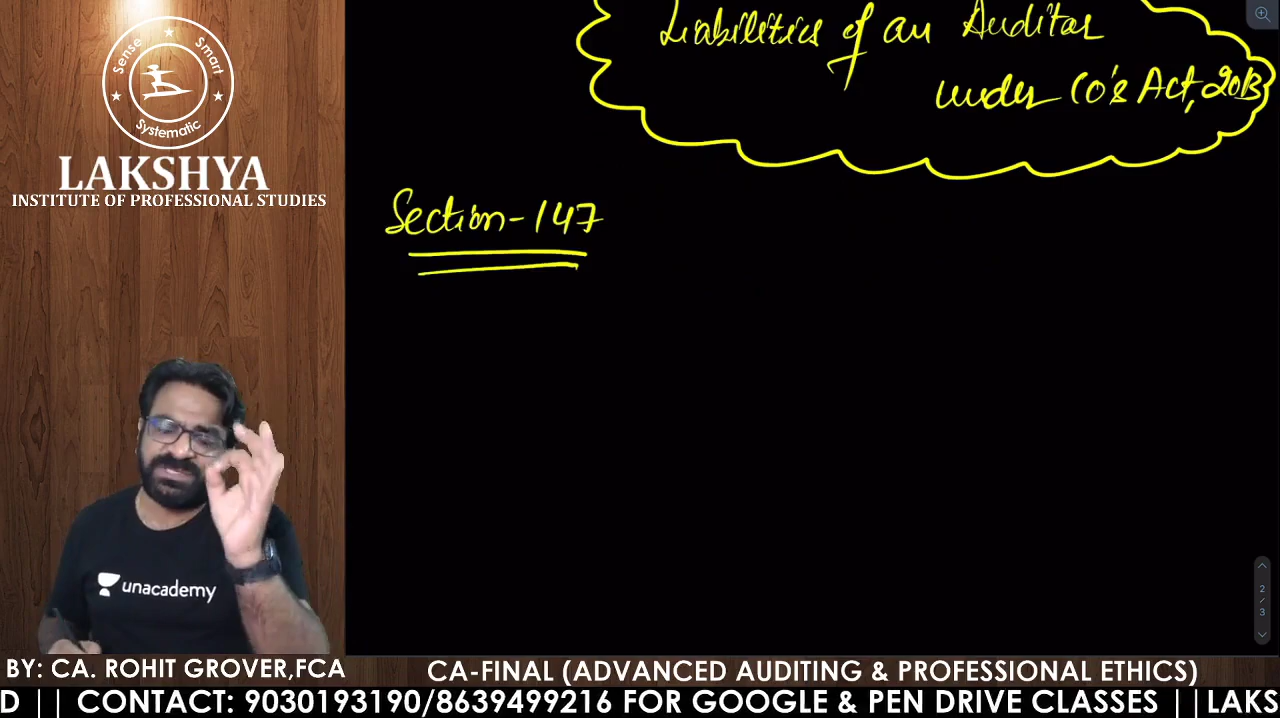 Liabilities of an Auditor
under Co's Act, 2013
Sense
Smart
Systematic
LAKSHYA
INSTITUTE OF PROFESSIONAL STUDIES
Section-147
unacademy
2
/
3
BY: CA. ROHIT GROVER,FCA
CA-FINAL (ADVANCED AUDITING & PROFESSIONAL ETHICS)
D || CONTACT: 9030193190/8639499216 FOR GOOGLE & PEN DRIVE CLASSES ||LAKS